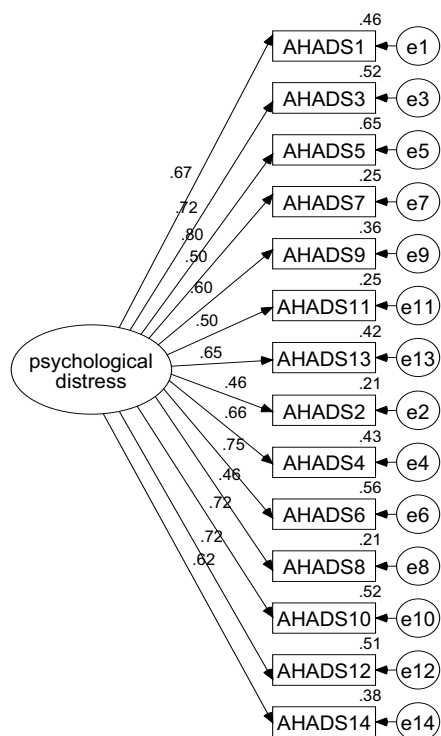 .46
AHADS1 e1
.52
AHADS3 e3
.65
AHADS5 e5
.67
.25
AHADS7 e7
.72
.80
.36
AHADS9 e9
.50
.60
.25
AHADS11 e11
.50
.42
AHADS13 e13
.65
psychological
distress
.21
AHADS2 e2
.46
.66
.43
AHADS4 e4
.75
.46
.56
AHADS6 e6
.72
.72
.62
.21
AHADS8 e8
.52
AHADS10 e10
.51
AHADS12 e12
.38
AHADS14 e14